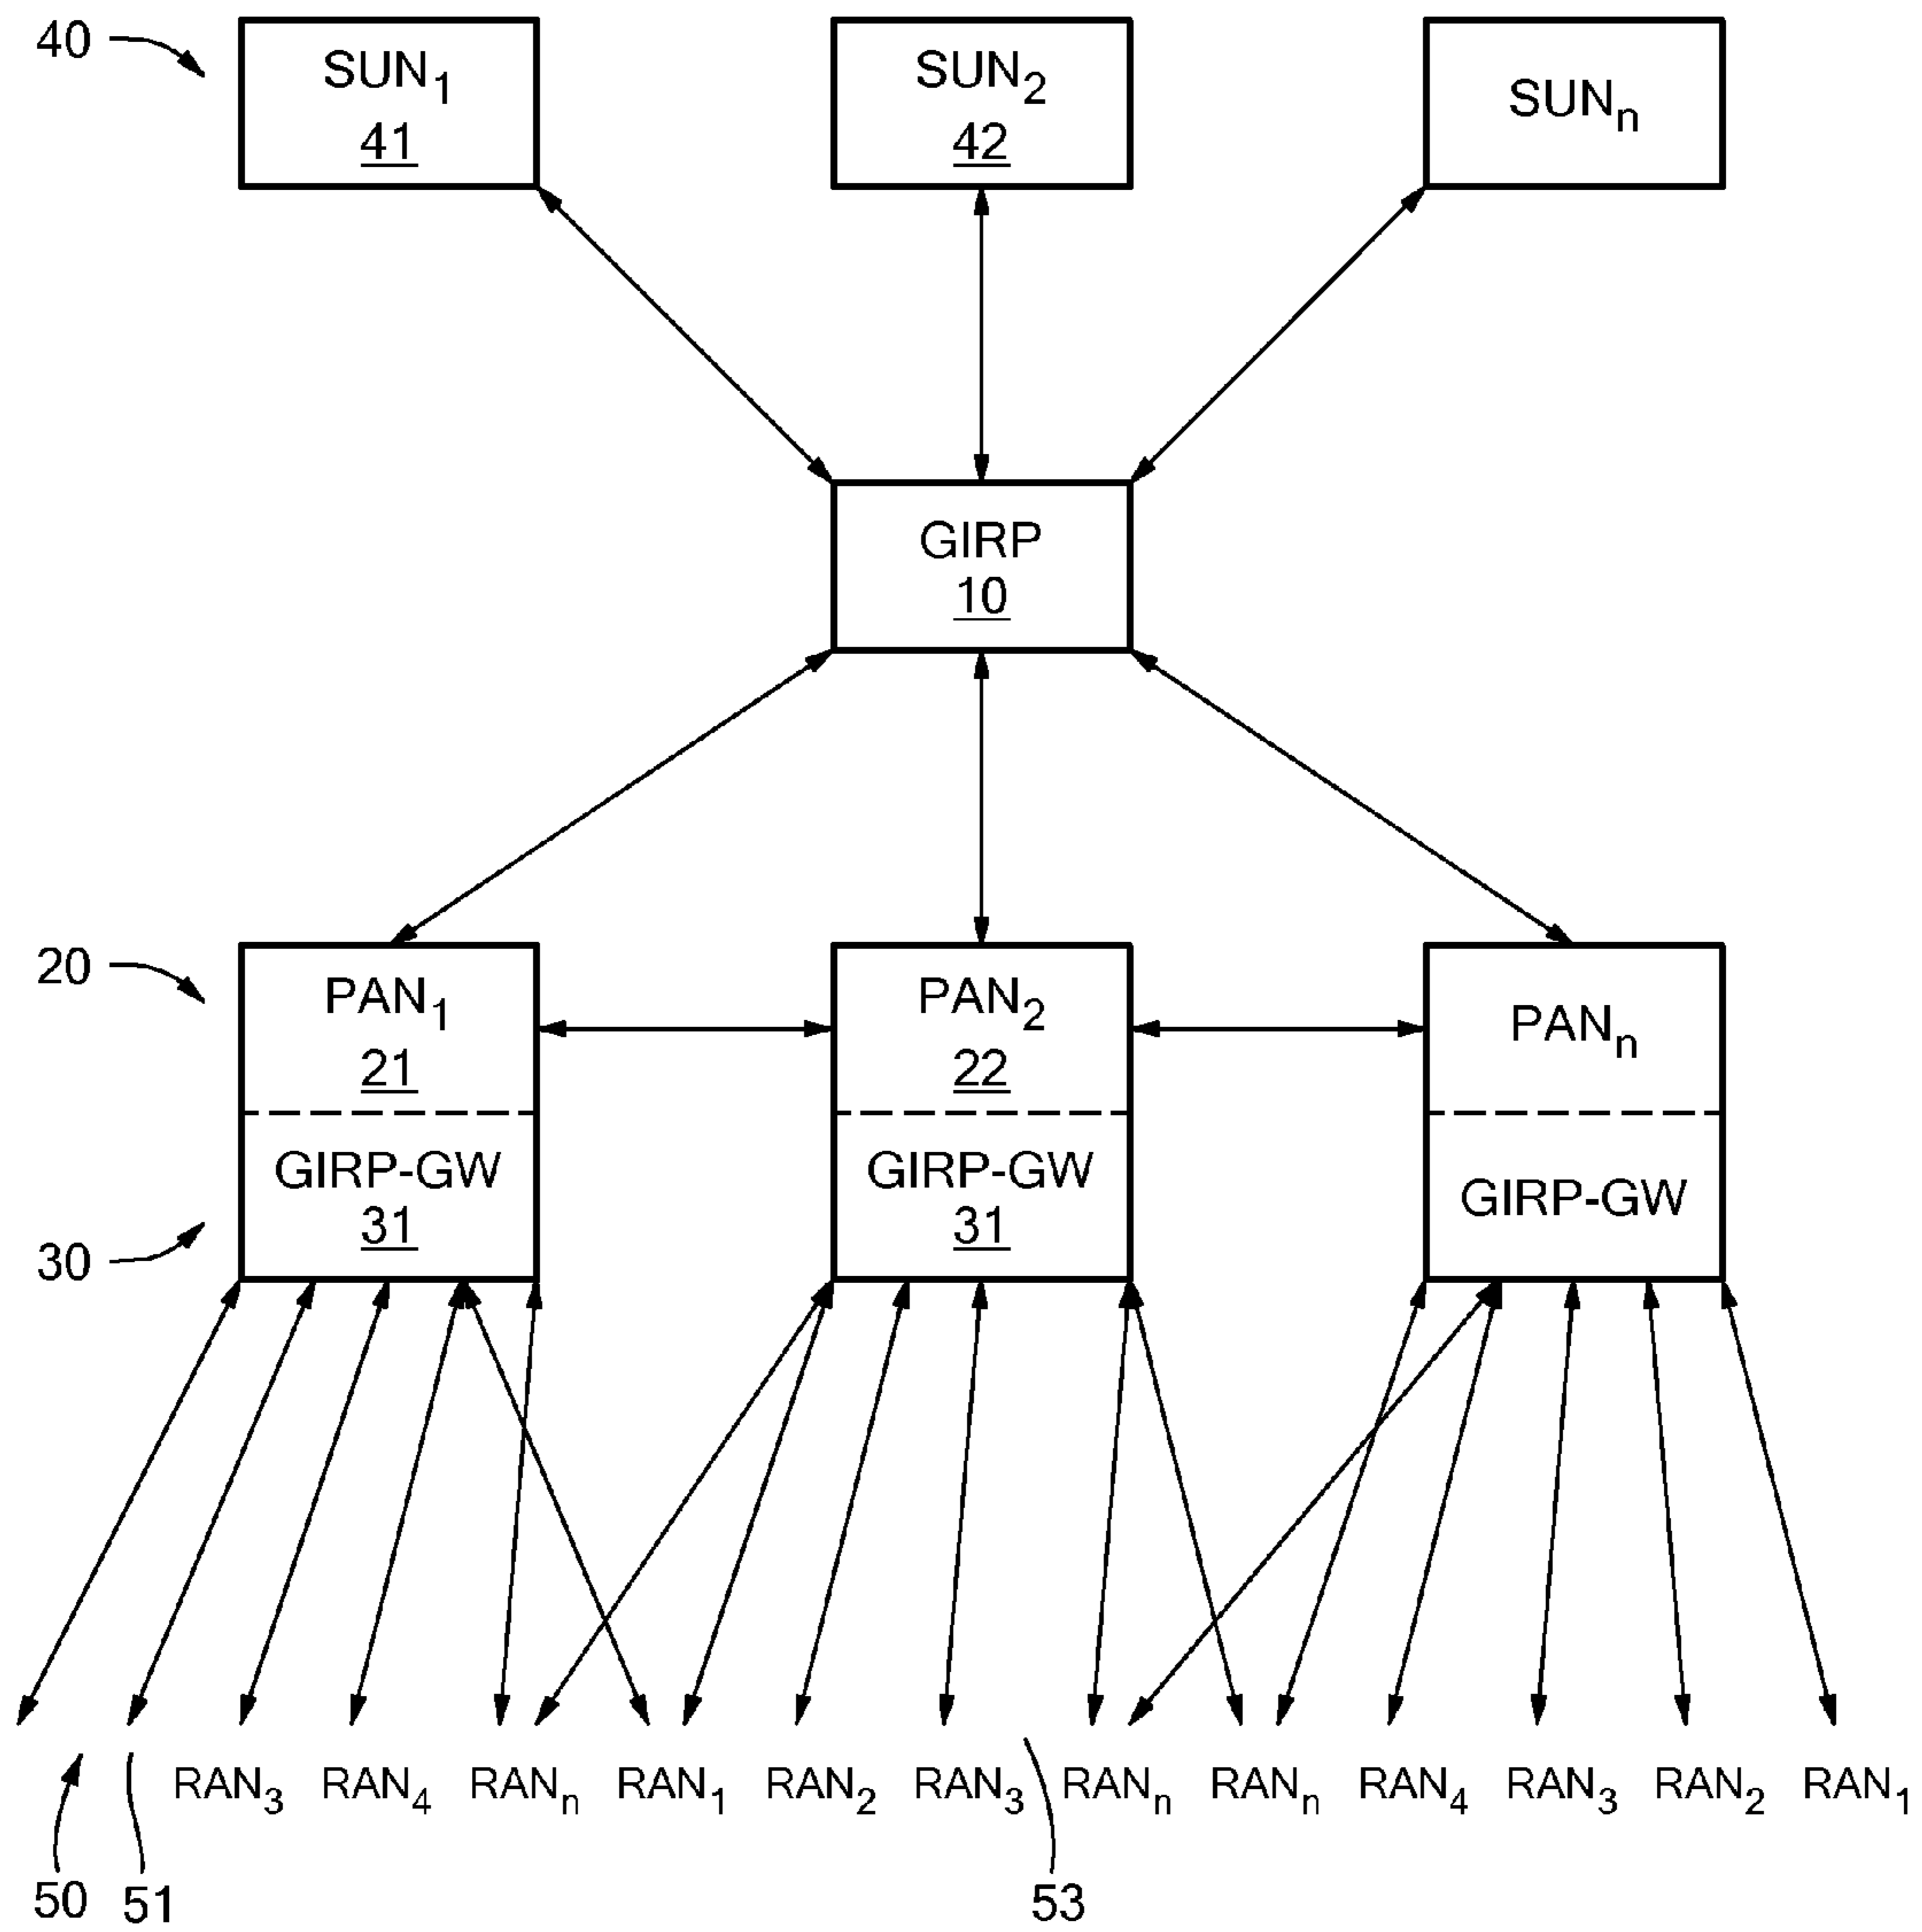 40
SUN1
41
SUN2
42
SUNn
GIRP
10
20
PAN1
21
PAN2
22
PANn
30
GIRP-GW
31
GIRP-GW
31
GIRP-GW
RAN3 RAN4 RANn RAN1 RAN2 RAN3 RANn RANn RAN4 RAN3 RAN2 RAN1
50 51 53